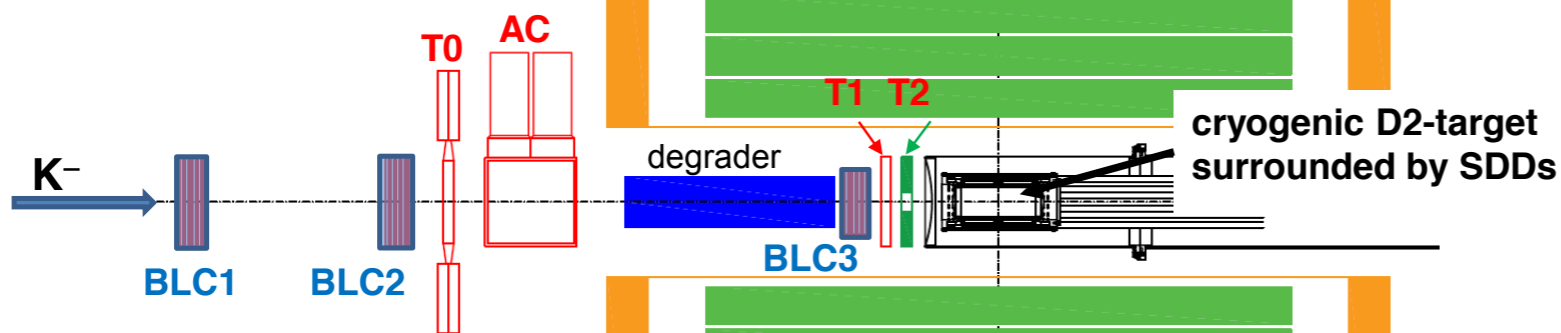 T0
AC
T1
T2
cryogenic D2-target
surrounded by SDDs
K⁻
degrader
BLC1
BLC2
BLC3